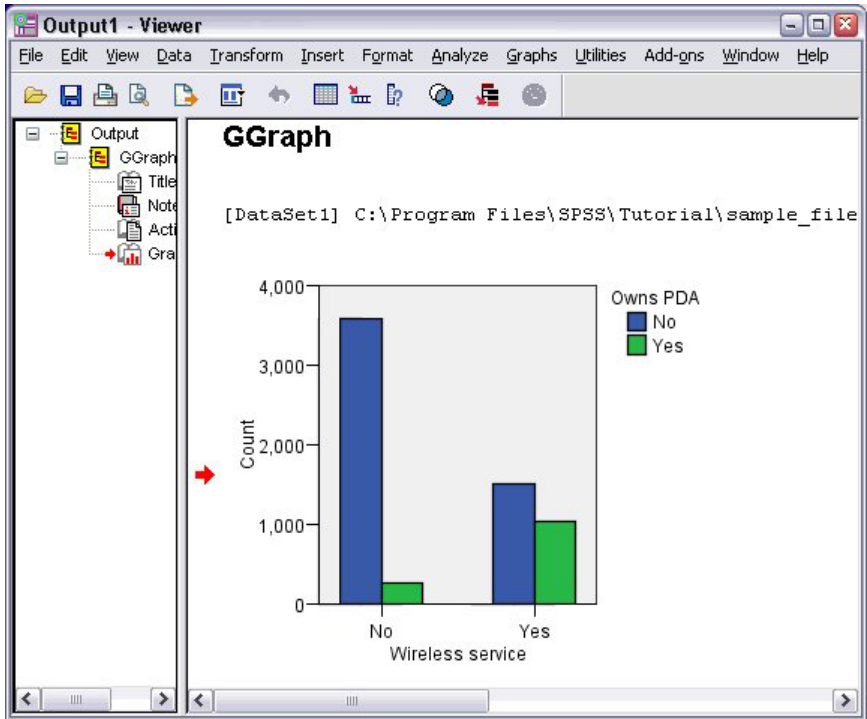 Output1 - Viewer
File Edit View Data Transform Insert Format Analyze Graphs Utilities Add-ons Window Help
Output
GGraph
Title
Note
Acti
Gra
GGraph
[DataSet1] C:\Program Files\SPSS\Tutorial\sample_file
4,000
3,000
2,000
1,000
0
Count
No Yes
Wireless service
Owns PDA
No
Yes